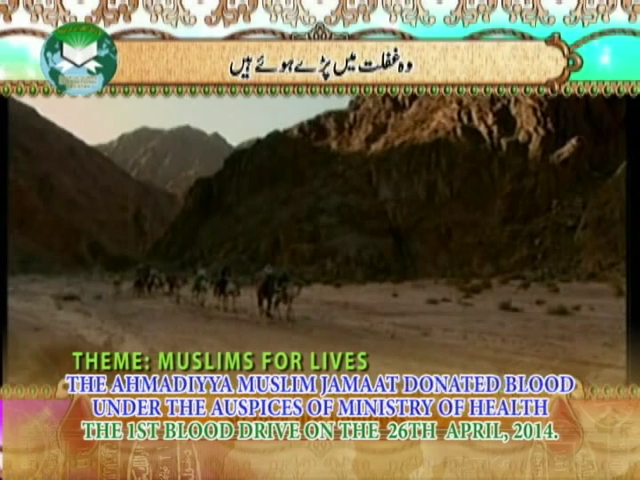 وہ غفلت میں پڑے ہوئے ہیں
THEME: MUSLIMS FOR LIVES
THE AHMADIYYA MUSLIM JAMAAT DONATED BLOOD
UNDER THE AUSPICES OF MINISTRY OF HEALTH
THE 1ST BLOOD DRIVE ON THE 26TH APRIL, 2014.